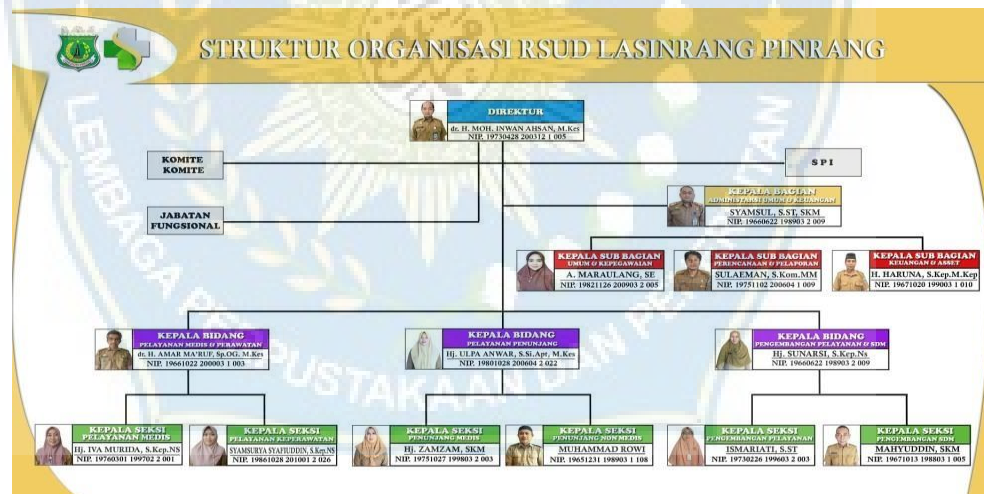 STRUKTUR ORGANISASI RSUD LASINRANG PINRANG
DIREKTUR
dr. H. MOH. INWAN AHSAN, M.Kes
NIP. 19730428 200312 1 005
KOMITE
KOMITE
S P I
JABATAN
FUNGSIONAL
KEPALA BAGIAN
ADMINISTARSI UMUM & KEUANGAN
SYAMSUL, S.ST, SKM
NIP. 19660622 198903 2 009
KEPALA SUB BAGIAN
UMUM & KEPEGAWAIAN
A. MARAULANG, SE
NIP. 19821126 200903 2 005
KEPALA SUB BAGIAN
PERENCANAAN & PELAPORAN
SULAEMAN, S.Kom.MM
NIP. 19751102 200604 1 009
KEPALA SUB BAGIAN
KEUANGAN & ASSET
H. HARUNA, S.Kep.M.Kep
NIP. 19671020 199003 1 010
KEPALA BIDANG
PELAYANAN MEDIS & PERAWATAN
dr. H. AMAR MA'RUF, Sp,OG, M.Kes
NIP. 19661022 200003 1 003
KEPALA BIDANG
PELAYANAN PENUNJANG
Hj. ULPA ANWAR, S.Si,Apr, M.Kes
NIP. 19801028 200604 2 022
KEPALA BIDANG
PENGEMBANGAN PELAYANAN & SDM
Hj. SUNARSI, S.Kep.Ns
NIP. 19660622 198903 2 009
KEPALA SEKSI
PELAYANAN MEDIS
Hj. IVA MURIDA, S.Kep.NS
NIP. 19760301 199702 2 001
KEPALA SEKSI
PELAYANAN KEPERAWATAN
SYAMSURYA SYAFIUDDIN, S.Kep.NS
NIP. 19861028 201001 2 026
KEPALA SEKSI
PENUNJANG MEDIS
Hj. ZAMZAM, SKM
NIP. 19751027 199803 2 003
KEPALA SEKSI
PENUNJANG NON MEDIS
MUHAMMAD ROWI
NIP. 19651231 198903 1 108
KEPALA SEKSI
PENGEMBANGAN PELAYANAN
ISMARIATI, S.ST
NIP. 19730226 199603 2 003
KEPALA SEKSI
PENGEMBANGAN SDM
MAHYUDDIN, SKM
NIP. 19671013 198803 1 005
LEMBAGA PERPUSTAKAAN DAN PENERBITAN